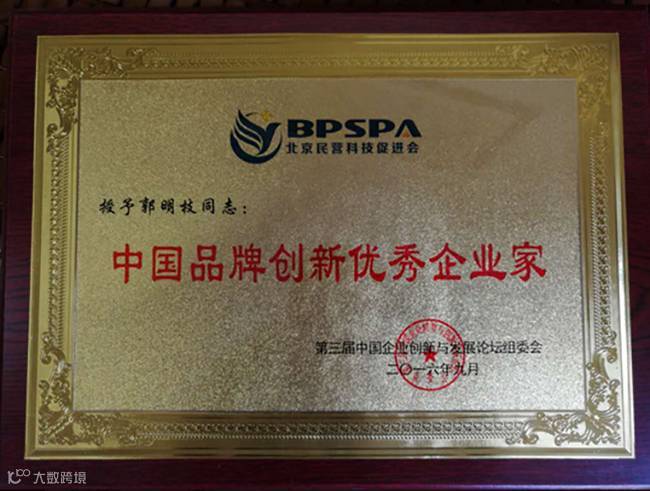 BPSPA
北京民营科技促进会
授予郭明枝同志：
中国品牌创新优秀企业家
第三届中国企业创新与发展论坛组委会
二〇一六年九月
大数跨境